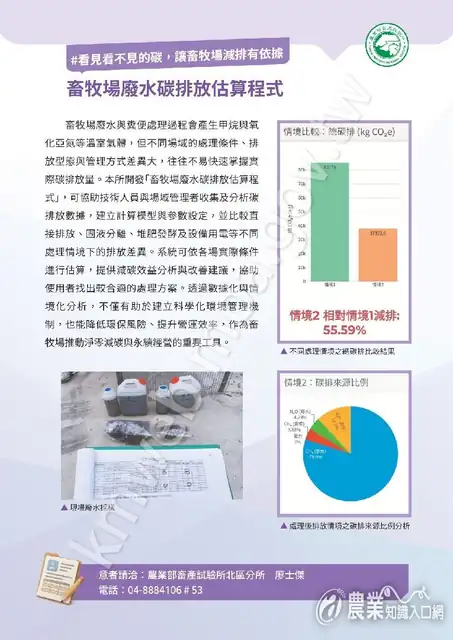 #看見看不見的碳，讓畜牧場減排有依據
畜牧場廢水碳排放估算程式
畜牧場廢水與糞便處理過程會產生甲烷與氧
化亞氮等溫室氣體，但不同場域的處理條件、排
放型態與管理方式差異大，往往不易快速掌握實
際碳排放量。本所開發「畜牧場廢水碳排放估算程
式」，可協助技術人員與場域管理者收集及分析碳
排放數據，建立計算模型與參數設定，並比較直
接排放、固液分離、堆肥發酵及設備用電等不同
處理情境下的排放差異。系統可依各場實際條件
進行估算，提供減碳效益分析與改善建議，協助
使用者找出較合適的處理方案。透過數據化與情
境化分析，不僅有助於建立科學化環境管理機
制，也能降低環保風險、提升營運效率，作為畜
牧場推動淨零減碳與永續經營的重要工具。
情境比較：總碳排 (kg CO₂e)
情境2 相對情境1減排:
55.59%
▲ 不同處理情境之總碳排比較結果
情境2：碳排來源比例
▲ 現場廢水採樣
▲ 處理後排放情境之碳排來源比例分析
意者請洽：農業部畜產試驗所北區分所 廖士傑
電話：04-8884106 # 53
農業知識入口網